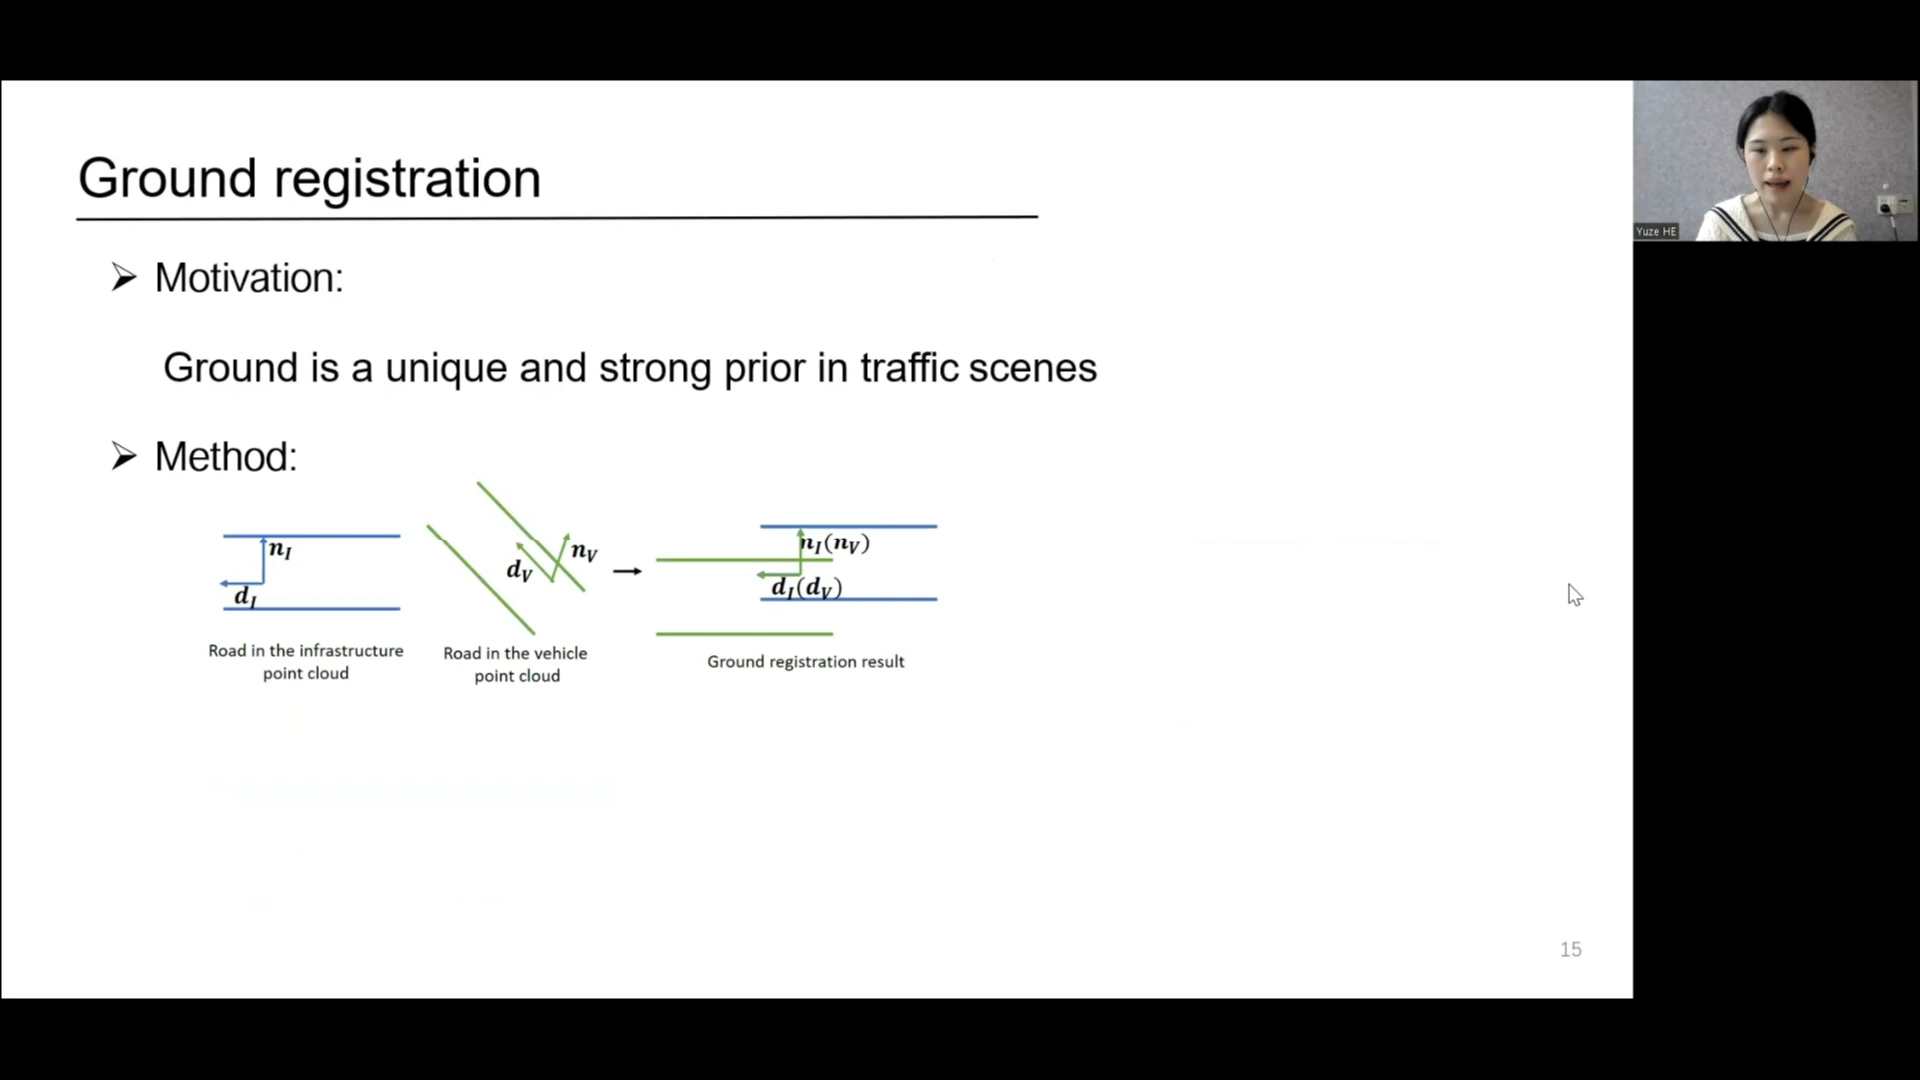 Ground registration
Yuze HE
➢ Motivation:
Ground is a unique and strong prior in traffic scenes
➢ Method:
n_I
d_I
n_V
d_V
→
n_I(n_V)
d_I(d_V)
Road in the infrastructure
point cloud
Road in the vehicle
point cloud
Ground registration result
15